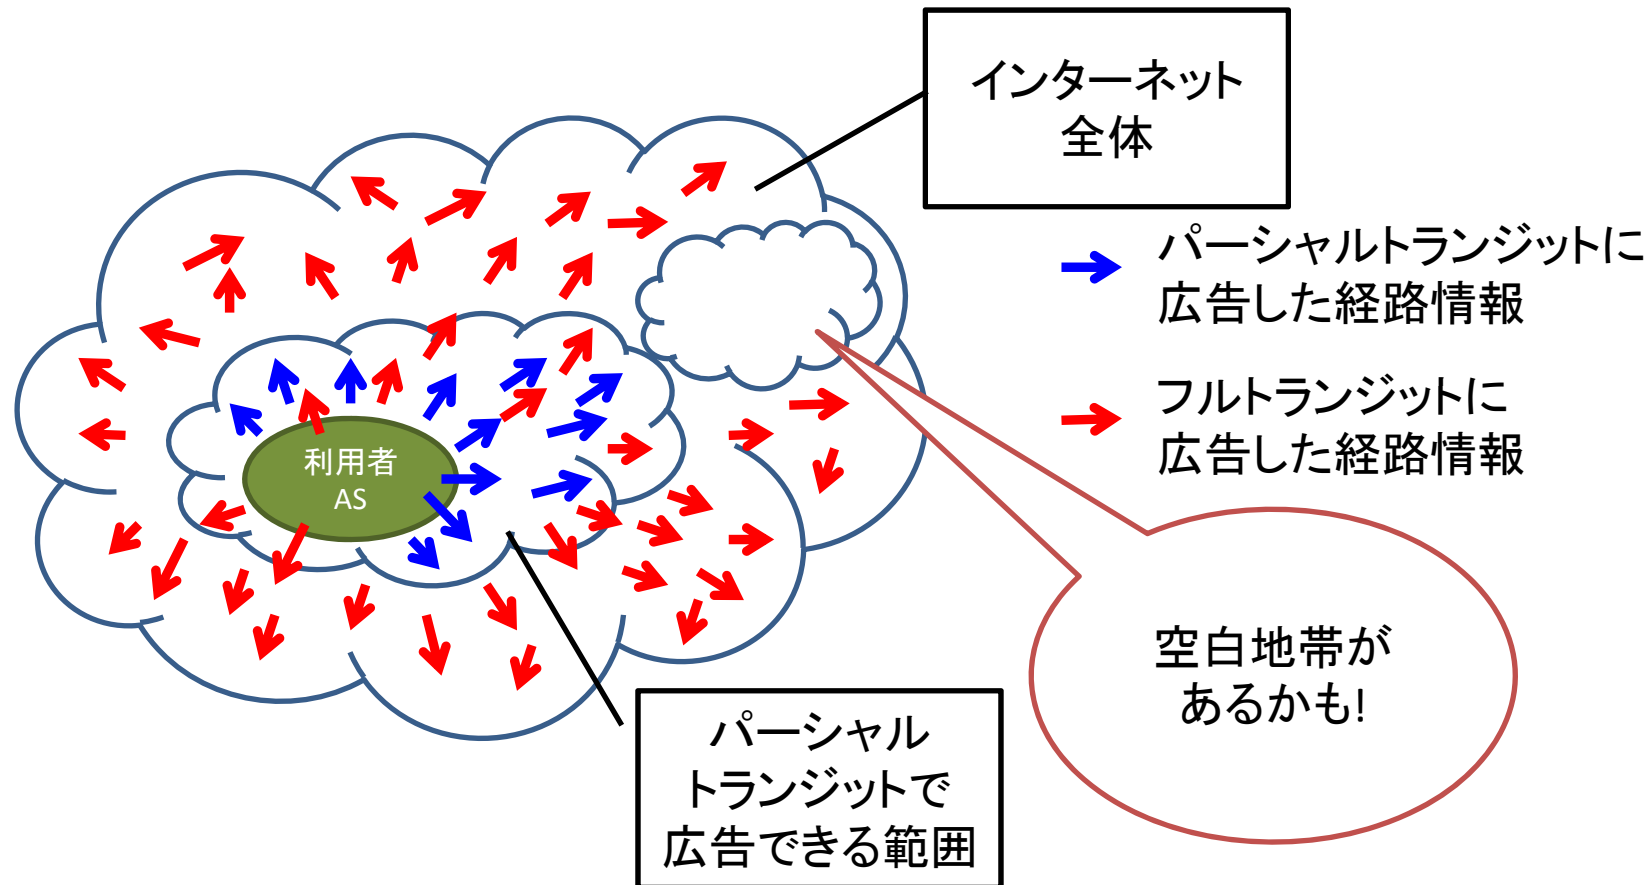 インターネット
全体
パーシャルトランジットに
広告した経路情報
フルトランジットに
広告した経路情報
利用者
AS
空白地帯が
あるかも!
パーシャル
トランジットで
広告できる範囲